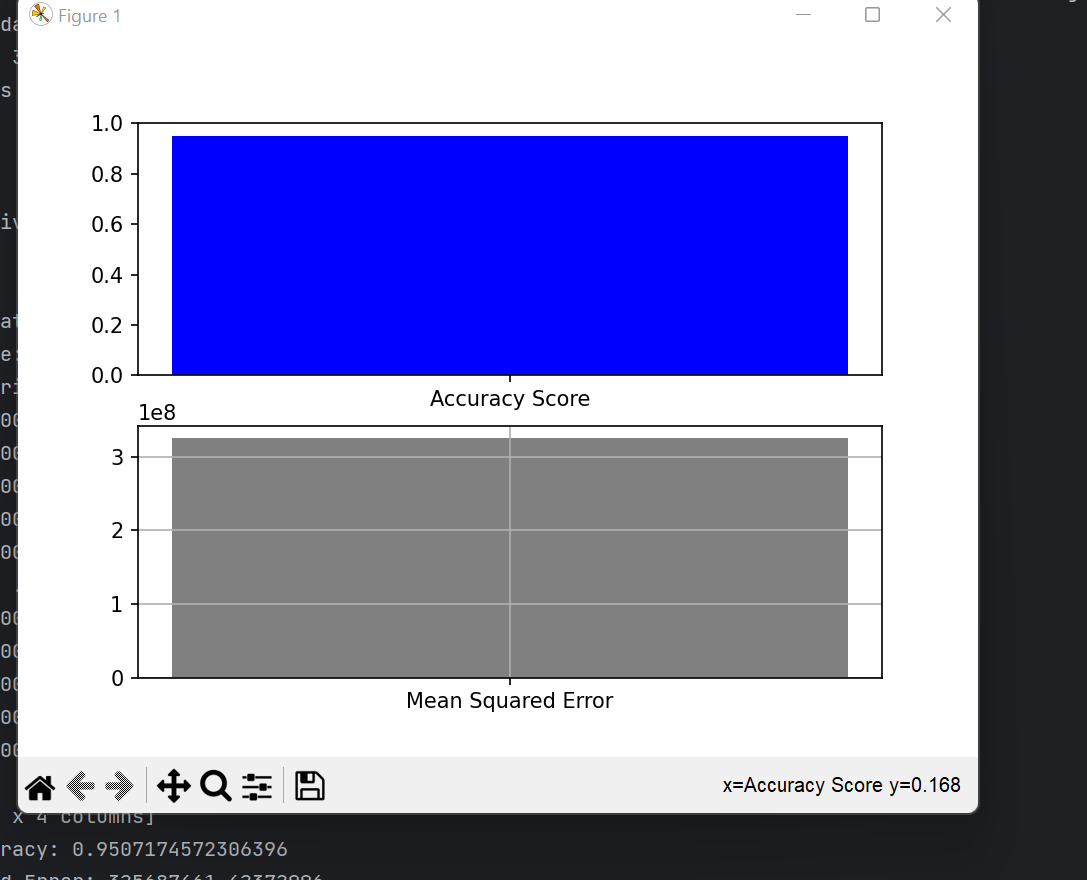 Figure 1
1.0
0.8
0.6
0.4
0.2
0.0
Accuracy Score
1e8
3
2
1
0
Mean Squared Error
x=Accuracy Score y=0.168
x 4 columns]
racy: 0.9507174572306396